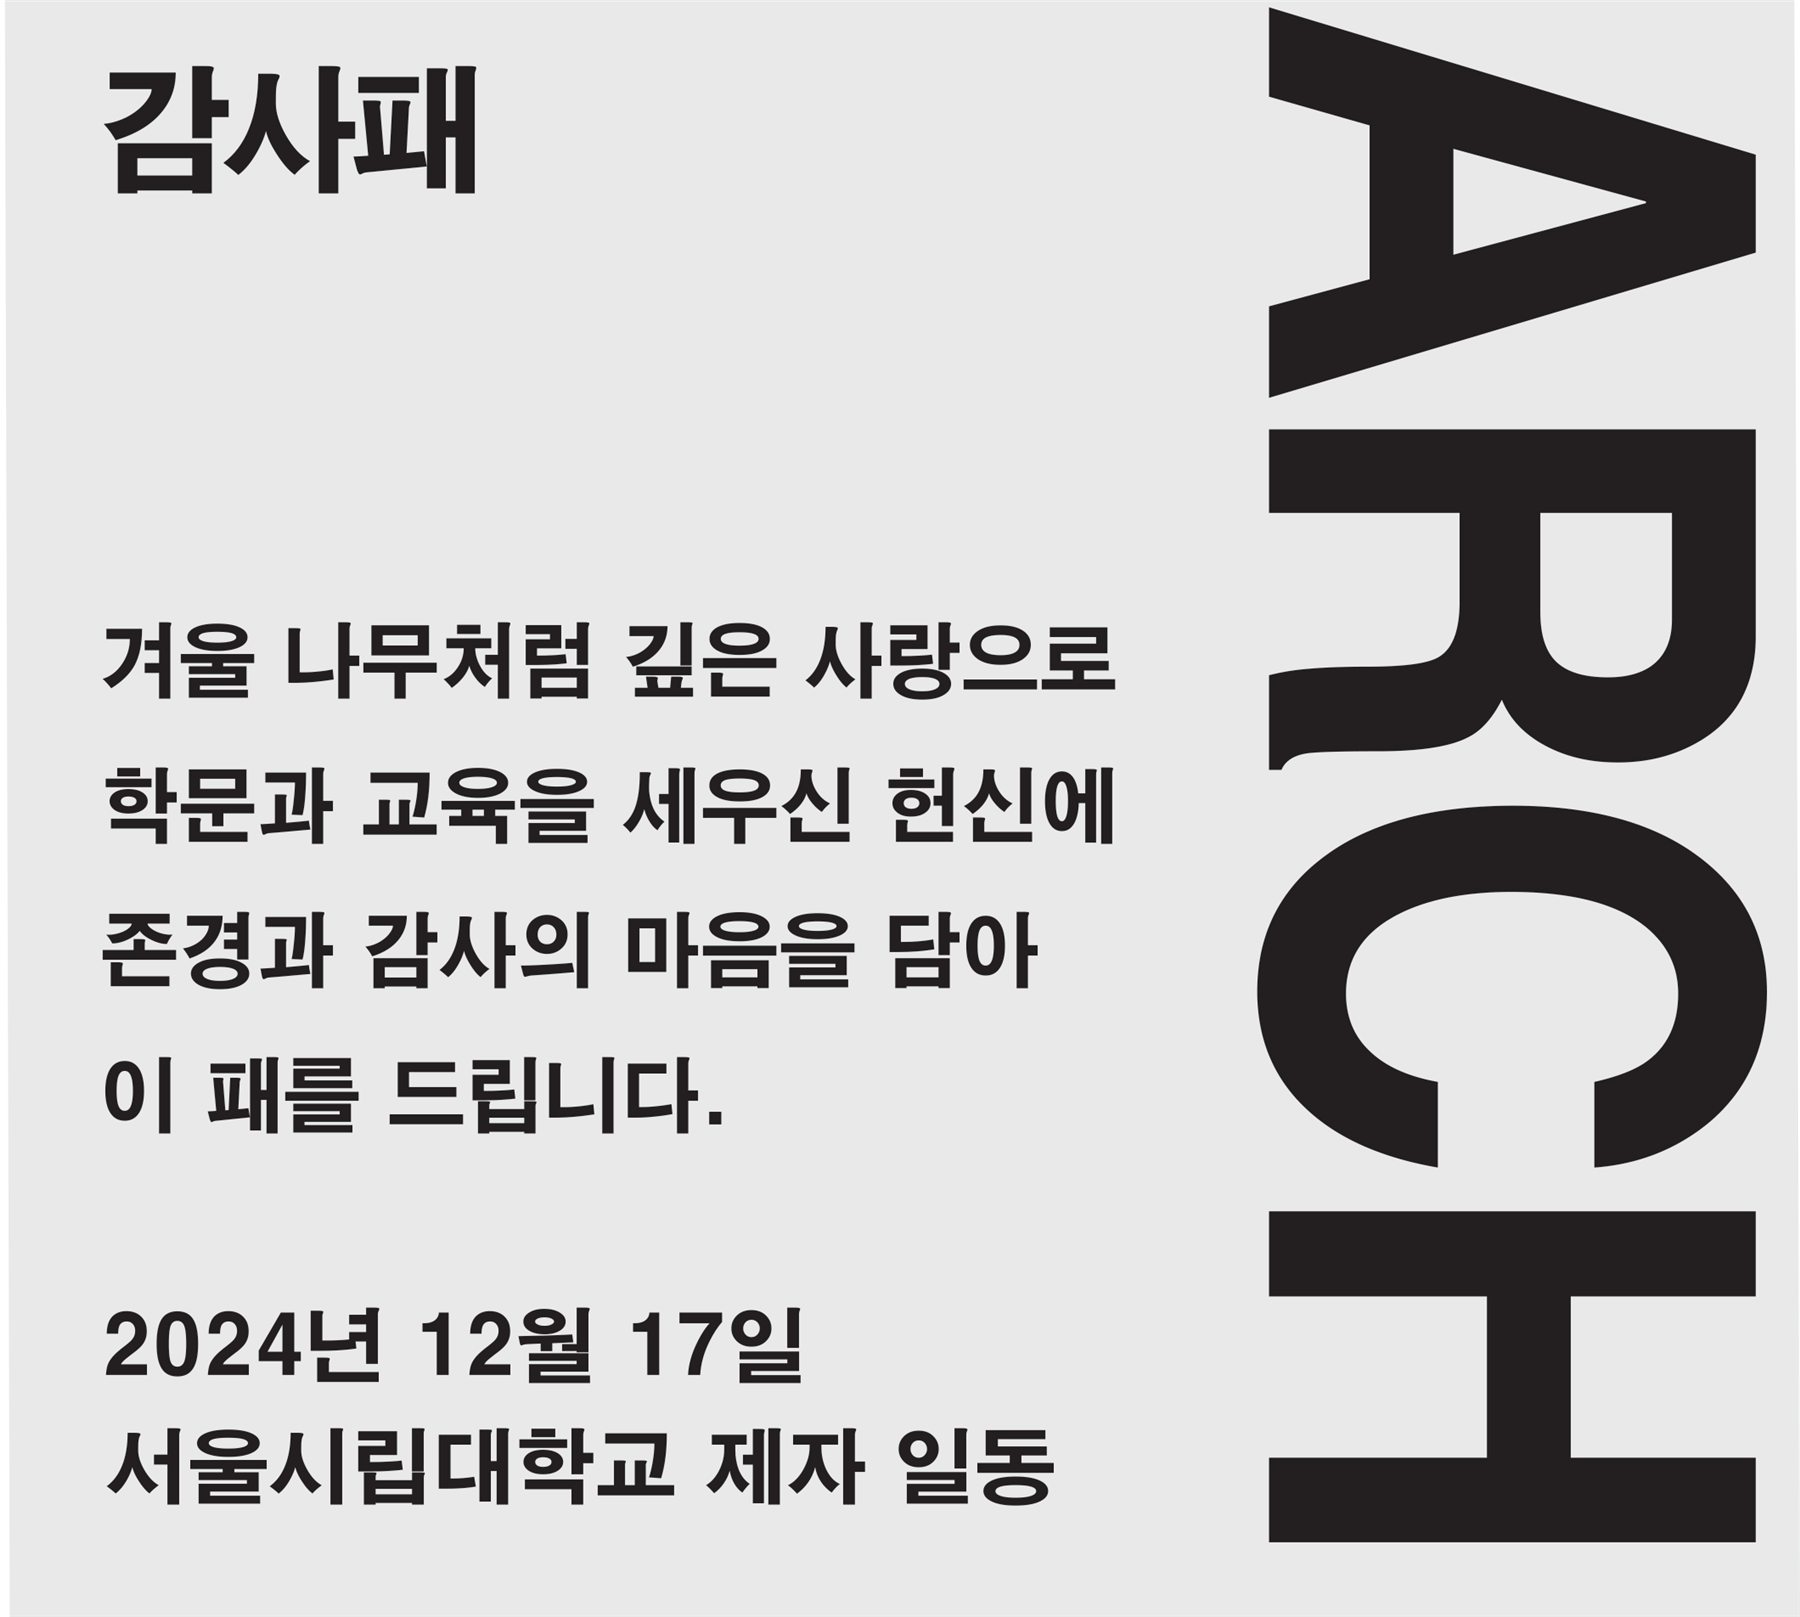 감사패
겨울 나무처럼 깊은 사랑으로
학문과 교육을 세우신 헌신에
존경과 감사의 마음을 담아
이 패를 드립니다.
2024년 12월 17일
서울시립대학교 제자 일동
ARCH